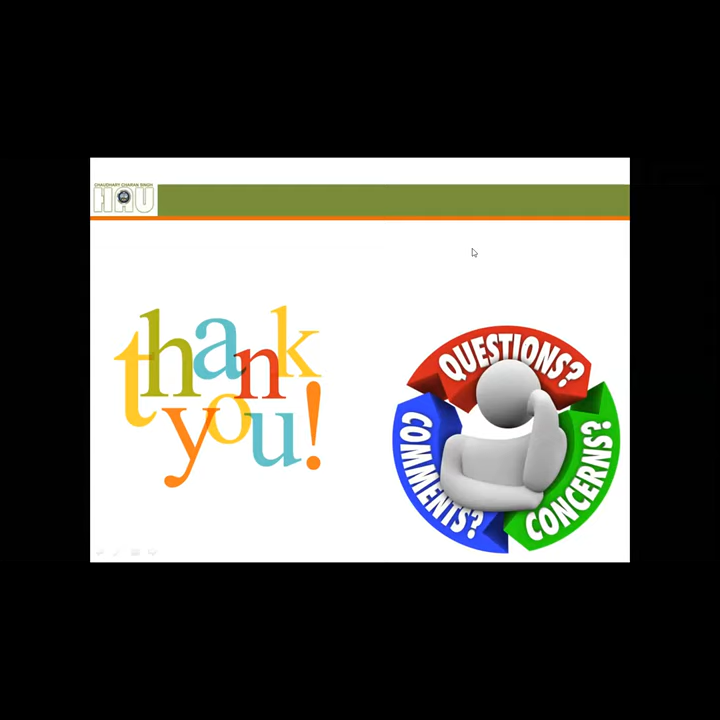 CHAUDHARY CHARAN SINGH
HAU
thank
you!
QUESTIONS?
COMMENTS?
CONCERNS?